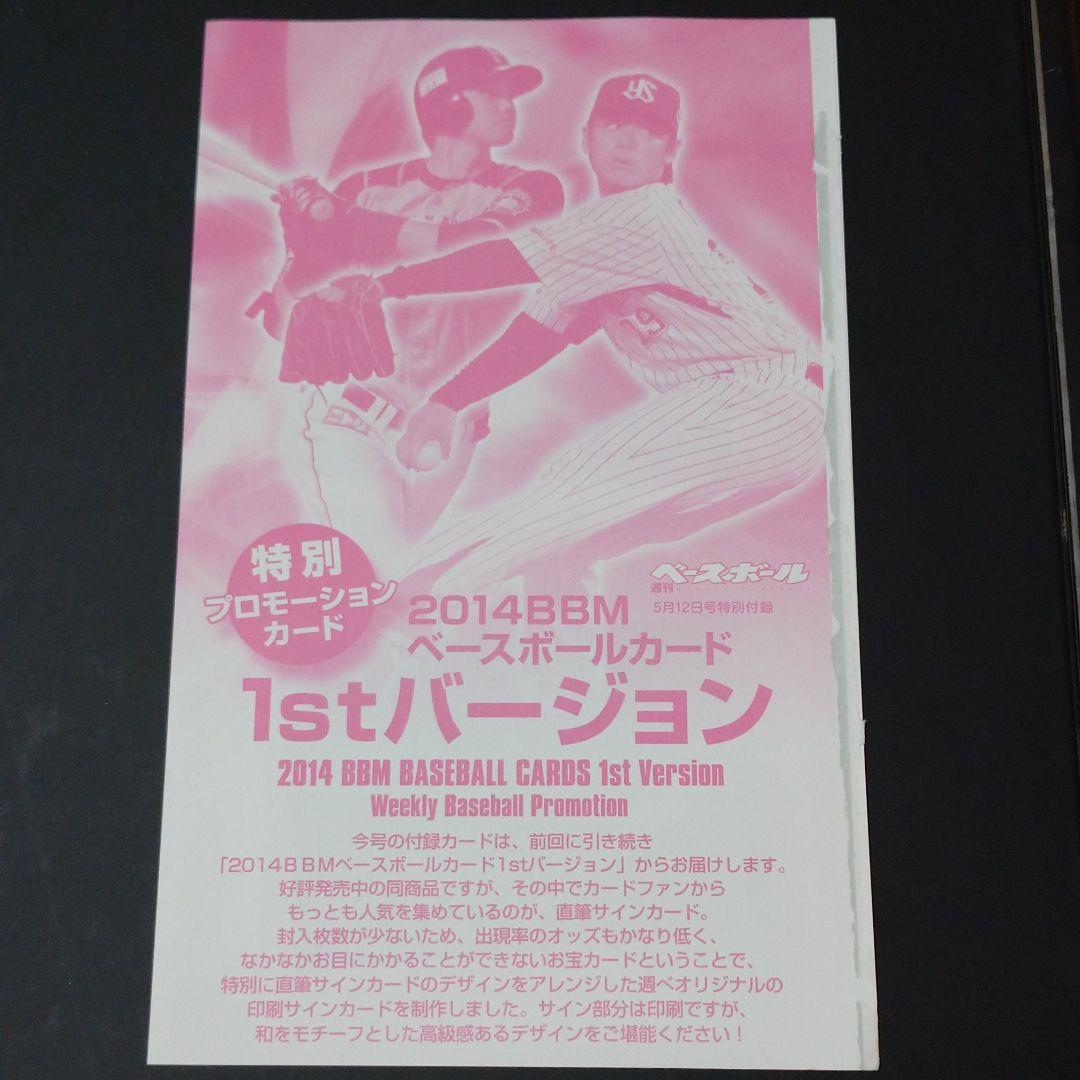 YS
ニトリ
特別
プロモーション
カード
週刊ベースボール
5月12日号特別付録
2014BBM
ベースボールカード
1stバージョン
2014 BBM BASEBALL CARDS 1st Version
Weekly Baseball Promotion
今号の付録カードは、前回に引き続き
「2014BBMベースボールカード1stバージョン」からお届けします。
好評発売中の同商品ですが、その中でカードファンから
もっとも人気を集めているのが、直筆サインカード。
封入枚数が少ないため、出現率のオッズもかなり低く、
なかなかお目にかかることができないお宝カードということで、
特別に直筆サインカードのデザインをアレンジした週べオリジナルの
印刷サインカードを制作しました。サイン部分は印刷ですが、
和をモチーフとした高級感あるデザインをご堪能ください!